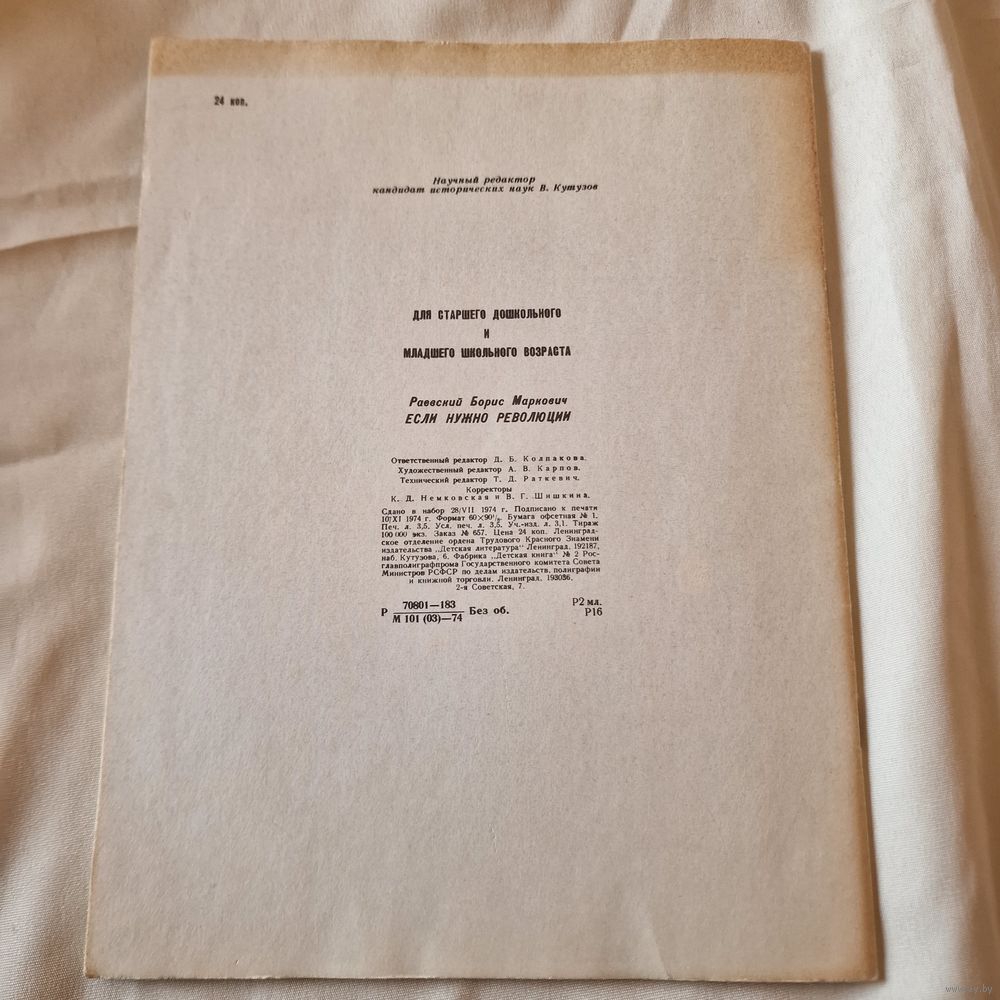 24 коп.
Научный редактор
кандидат исторических наук В. Кутузов
ДЛЯ СТАРШЕГО ДОШКОЛЬНОГО
И
МЛАДШЕГО ШКОЛЬНОГО ВОЗРАСТА
Раевский Борис Маркович
ЕСЛИ НУЖНО РЕВОЛЮЦИИ
Ответственный редактор Д. Б. Колпакова.
Художественный редактор А. В. Карпов.
Технический редактор Т. Д. Раткевич.
Корректоры
К. Д. Немковская и В. Г. Шишкина.
Сдано в набор 28/VII 1974 г. Подписано к печати
10/XI 1974 г. Формат 60×90 Бумага офсетная № 1.
Печ. л. 3,5. Усл. печ. л. 3,5. Уч.-изд. л. 3,1. Тираж
100 000 экз. Заказ № 657. Цена 24 коп. Ленинград-
ское отделение ордена Трудового Красного Знамени
издательства „Детская литература" Ленинград, 192187,
наб. Кутузова, 6. Фабрика „Детская книга" № 2 Рос-
главполиграфпрома Государственного комитета Совета
Министров РСФСР по делам издательств, полиграфии
и книжной торговли. Ленинград, 193036,
2-я Советская, 7.
Р 70801—183 Без об. Р2 мл.
М 101 (03)—74 Р16